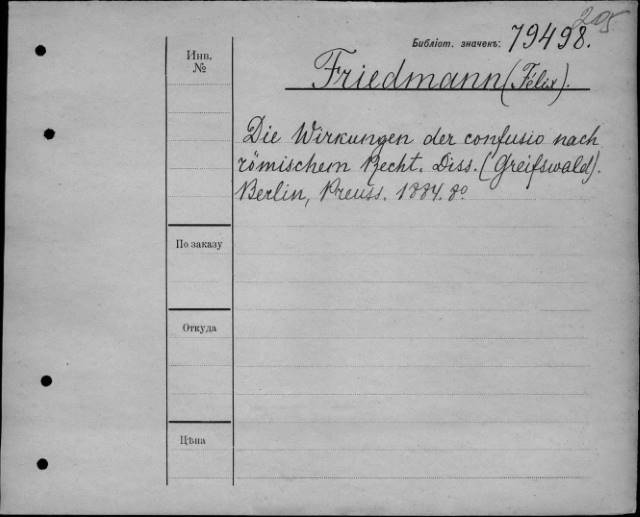 205
Библіот. значекъ: 79498.
Инв.
№
Friedmann (Félix).
Die Wirkungen der confusio nach
römischem Recht. Diss. (Greifswald).
Berlin, Preuss. 1884. 8º
По заказу
Откуда
Цѣна